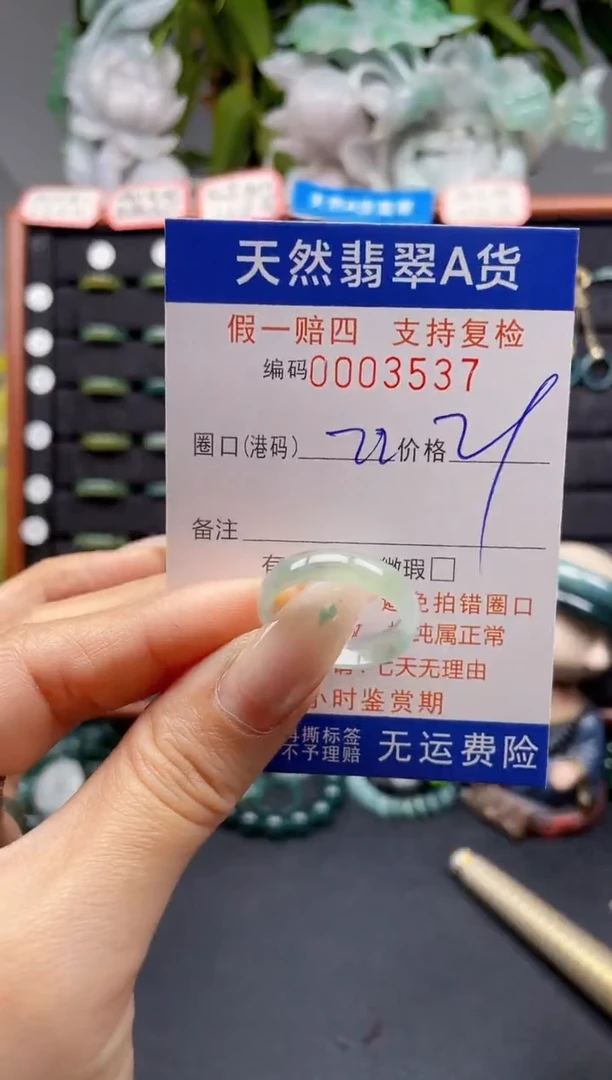 天然翡翠A货
假一赔四 支持复检
编码0003537
圈口(港码) 22 价格
备注
有 微瑕□
免拍错圈口
纯属正常
七天无理由
小时鉴赏期
再撕标签
不予理赔
无运费险